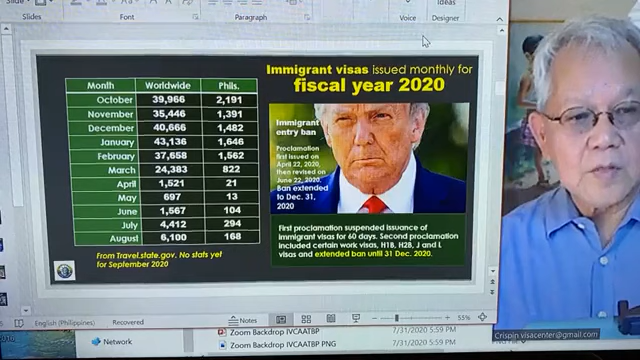 Slide
Slides
Font
Paragraph
Voice
Ideas
Designer
Immigrant visas issued monthly for
fiscal year 2020
Month Worldwide Phils.
October 39,966 2,191
November 35,446 1,391
December 40,666 1,482
January 43,136 1,646
February 37,658 1,562
March 24,383 822
April 1,521 21
May 697 13
June 1,567 104
July 4,412 294
August 6,100 168
From Travel.state.gov. No stats yet
for September 2020
Immigrant
entry ban
Proclamation
first issued on
April 22, 2020,
then revised on
June 22, 2020.
Ban extended
to Dec. 31,
2020
First proclamation suspended issuance of
immigrant visas for 60 days. Second proclamation
included certain work visas, H1B, H2B, J and L
visas and extended ban until 31 Dec. 2020.
English (Philippines) Recovered
Notes
55%
Crispin visacenter@gmail.com
Network
Zoom Backdrop IVCAATBP 7/31/2020 5:59 PM
Zoom Backdrop IVCAATBP PNG 7/31/2020 5:59 PM